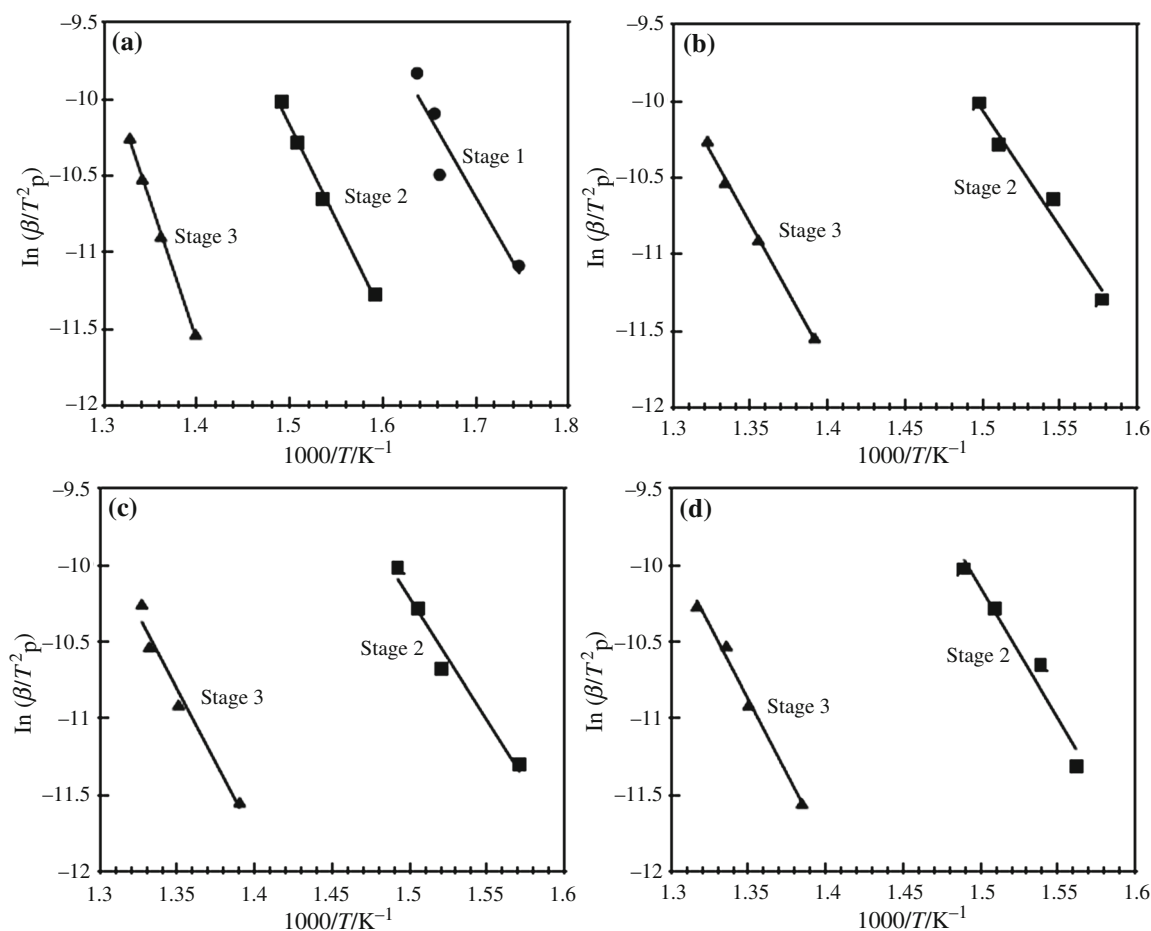 (a)
−9.5
−10
−10.5
−11
−11.5
−12
In (β/T²p)
Stage 1
Stage 2
Stage 3
1.3 1.4 1.5 1.6 1.7 1.8
1000/T/K⁻¹
(b)
−9.5
−10
−10.5
−11
−11.5
−12
In (β/T²p)
Stage 2
Stage 3
1.3 1.35 1.4 1.45 1.5 1.55 1.6
1000/T/K⁻¹
(c)
−9.5
−10
−10.5
−11
−11.5
−12
In (β/T²p)
Stage 2
Stage 3
1.3 1.35 1.4 1.45 1.5 1.55 1.6
1000/T/K⁻¹
(d)
−9.5
−10
−10.5
−11
−11.5
−12
In (β/T²p)
Stage 2
Stage 3
1.3 1.35 1.4 1.45 1.5 1.55 1.6
1000/T/K⁻¹